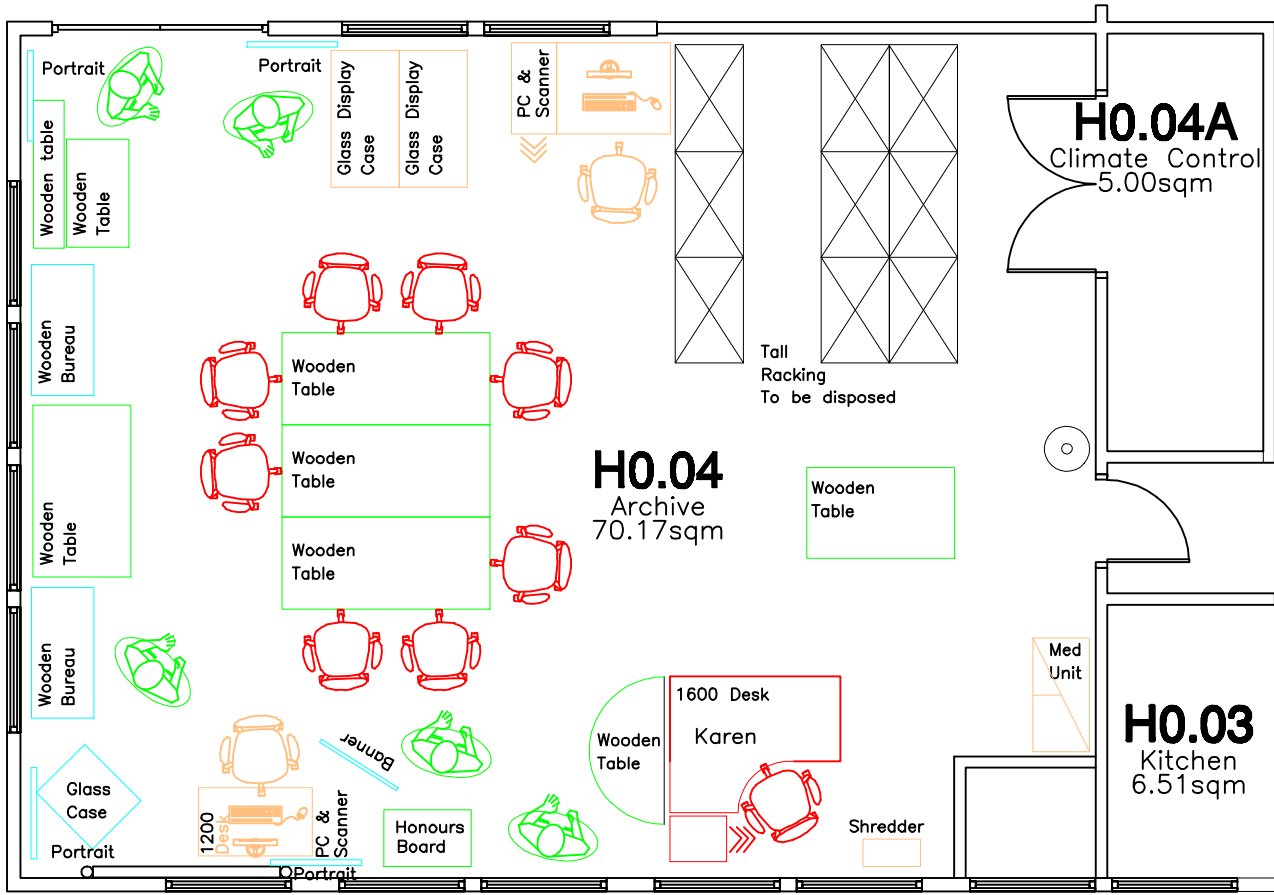 Portrait
Portrait
Glass Display
Case
Glass Display
Case
PC &
Scanner
H0.04A
Climate Control
5.00sqm
Wooden table
Wooden
Table
Wooden
Bureau
Wooden
Table
Tall
Racking
To be disposed
Wooden
Table
Wooden
Table
H0.04
Archive
70.17sqm
Wooden
Table
Wooden
Table
Wooden
Bureau
Med
Unit
1600 Desk
Karen
Wooden
Table
H0.03
Kitchen
6.51sqm
Banner
Glass
Case
1200
Desk
PC &
Scanner
Honours
Board
Shredder
Portrait
Portrait